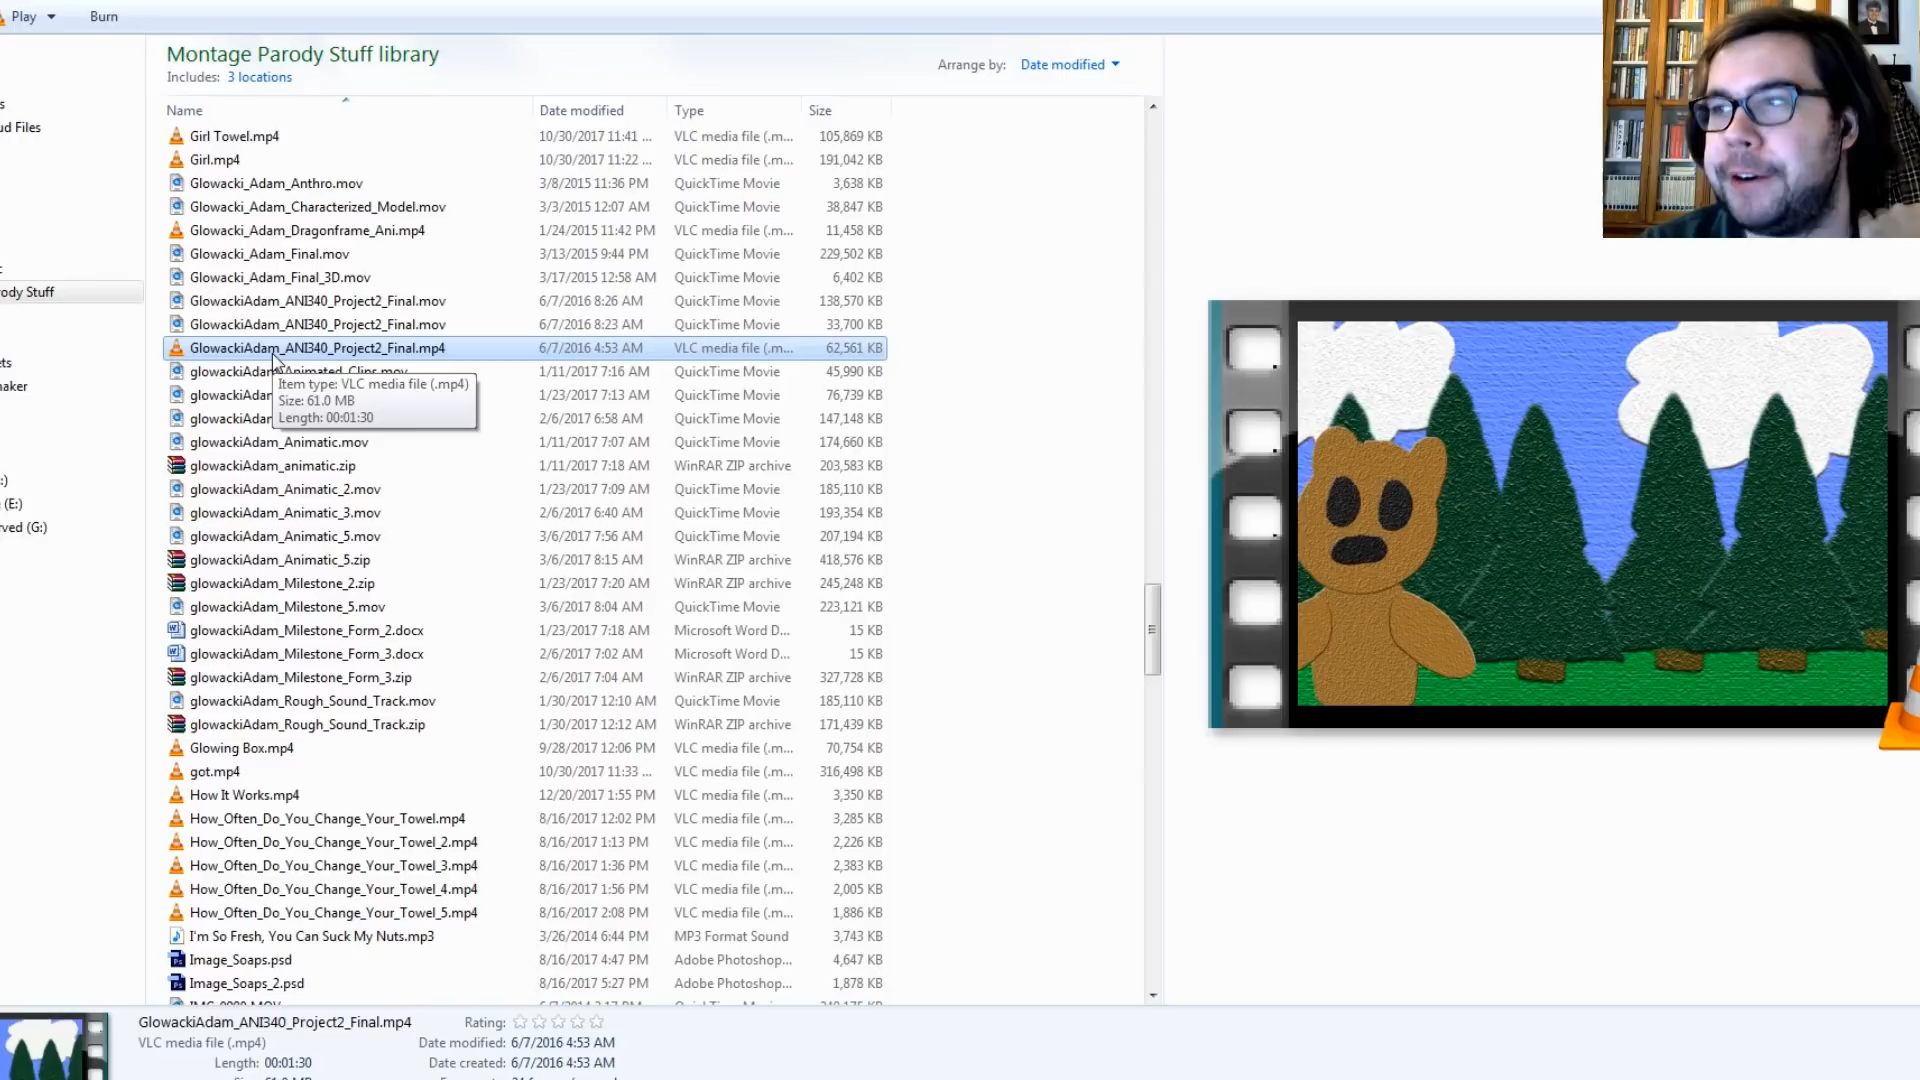 Play Burn
Montage Parody Stuff library
Includes: 3 locations
Arrange by: Date modified
s
ud Files
ody Stuff
ets
maker
:)
(E:)
rved (G:)
Name Date modified Type Size
Girl Towel.mp4 10/30/2017 11:41 ... VLC media file (.m... 105,869 KB
Girl.mp4 10/30/2017 11:22 ... VLC media file (.m... 191,042 KB
Glowacki_Adam_Anthro.mov 3/8/2015 11:36 PM QuickTime Movie 3,638 KB
Glowacki_Adam_Characterized_Model.mov 3/3/2015 12:07 AM QuickTime Movie 38,847 KB
Glowacki_Adam_Dragonframe_Ani.mp4 1/24/2015 11:42 PM VLC media file (.m... 11,458 KB
Glowacki_Adam_Final.mov 3/13/2015 9:44 PM QuickTime Movie 229,502 KB
Glowacki_Adam_Final_3D.mov 3/17/2015 12:58 AM QuickTime Movie 6,402 KB
GlowackiAdam_ANI340_Project2_Final.mov 6/7/2016 8:26 AM QuickTime Movie 138,570 KB
GlowackiAdam_ANI340_Project2_Final.mov 6/7/2016 8:23 AM QuickTime Movie 33,700 KB
GlowackiAdam_ANI340_Project2_Final.mp4 6/7/2016 4:53 AM VLC media file (.m... 62,561 KB
glowackiAdam_Animated_Clips.mov 1/11/2017 7:16 AM QuickTime Movie 45,990 KB
glowackiAdam 1/23/2017 7:13 AM QuickTime Movie 76,739 KB
glowackiAdam 2/6/2017 6:58 AM QuickTime Movie 147,148 KB
Item type: VLC media file (.mp4)
Size: 61.0 MB
Length: 00:01:30
glowackiAdam_Animatic.mov 1/11/2017 7:07 AM QuickTime Movie 174,660 KB
glowackiAdam_animatic.zip 1/11/2017 7:18 AM WinRAR ZIP archive 203,583 KB
glowackiAdam_Animatic_2.mov 1/23/2017 7:09 AM QuickTime Movie 185,110 KB
glowackiAdam_Animatic_3.mov 2/6/2017 6:40 AM QuickTime Movie 193,354 KB
glowackiAdam_Animatic_5.mov 3/6/2017 7:56 AM QuickTime Movie 207,194 KB
glowackiAdam_Animatic_5.zip 3/6/2017 8:15 AM WinRAR ZIP archive 418,576 KB
glowackiAdam_Milestone_2.zip 1/23/2017 7:20 AM WinRAR ZIP archive 245,248 KB
glowackiAdam_Milestone_5.mov 3/6/2017 8:04 AM QuickTime Movie 223,121 KB
glowackiAdam_Milestone_Form_2.docx 1/23/2017 7:18 AM Microsoft Word D... 15 KB
glowackiAdam_Milestone_Form_3.docx 2/6/2017 7:02 AM Microsoft Word D... 15 KB
glowackiAdam_Milestone_Form_3.zip 2/6/2017 7:04 AM WinRAR ZIP archive 327,728 KB
glowackiAdam_Rough_Sound_Track.mov 1/30/2017 12:10 AM QuickTime Movie 185,110 KB
glowackiAdam_Rough_Sound_Track.zip 1/30/2017 12:12 AM WinRAR ZIP archive 171,439 KB
Glowing Box.mp4 9/28/2017 12:06 PM VLC media file (.m... 70,754 KB
got.mp4 10/30/2017 11:33 ... VLC media file (.m... 316,498 KB
How It Works.mp4 12/20/2017 1:55 PM VLC media file (.m... 3,350 KB
How_Often_Do_You_Change_Your_Towel.mp4 8/16/2017 12:02 PM VLC media file (.m... 3,285 KB
How_Often_Do_You_Change_Your_Towel_2.mp4 8/16/2017 1:13 PM VLC media file (.m... 2,226 KB
How_Often_Do_You_Change_Your_Towel_3.mp4 8/16/2017 1:36 PM VLC media file (.m... 2,383 KB
How_Often_Do_You_Change_Your_Towel_4.mp4 8/16/2017 1:56 PM VLC media file (.m... 2,005 KB
How_Often_Do_You_Change_Your_Towel_5.mp4 8/16/2017 2:08 PM VLC media file (.m... 1,886 KB
I'm So Fresh, You Can Suck My Nuts.mp3 3/26/2014 6:44 PM MP3 Format Sound 3,743 KB
Image_Soaps.psd 8/16/2017 4:47 PM Adobe Photoshop... 4,647 KB
Image_Soaps_2.psd 8/16/2017 5:27 PM Adobe Photoshop... 1,878 KB
GlowackiAdam_ANI340_Project2_Final.mp4 Rating:
VLC media file (.mp4) Date modified: 6/7/2016 4:53 AM
Length: 00:01:30 Date created: 6/7/2016 4:53 AM